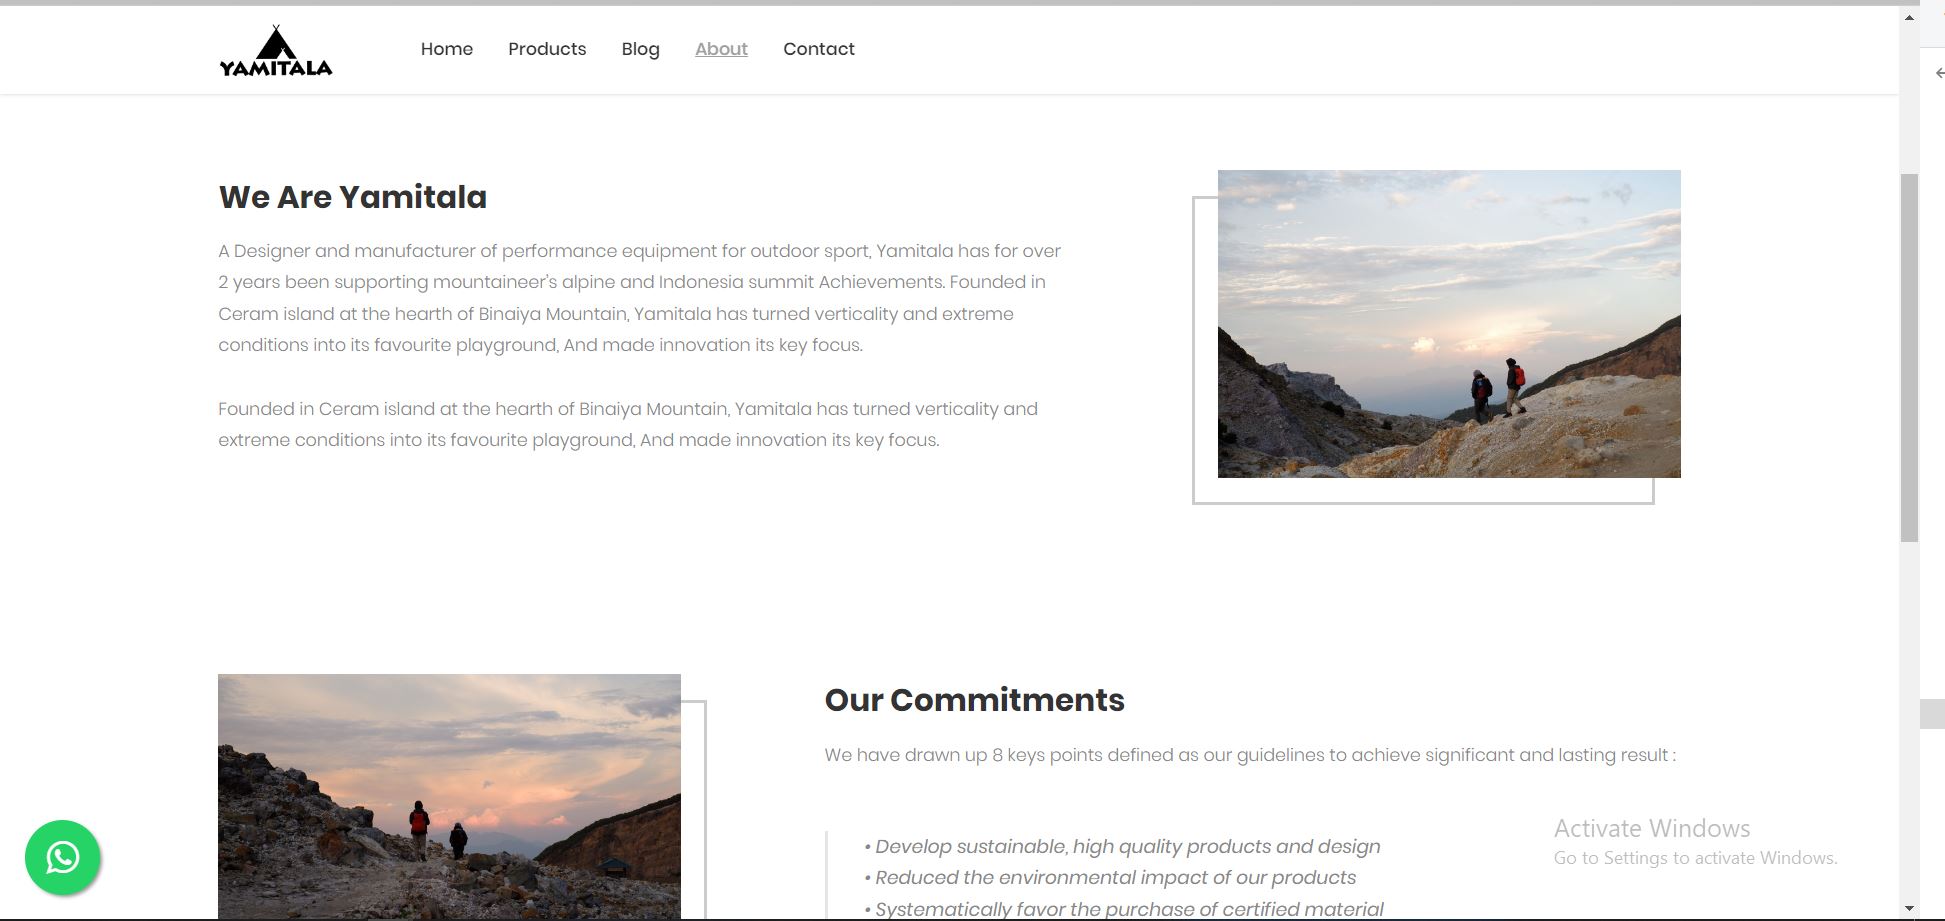 YAMITALA
Home Products Blog About Contact
We Are Yamitala
A Designer and manufacturer of performance equipment for outdoor sport, Yamitala has for over
2 years been supporting mountaineer's alpine and Indonesia summit Achievements. Founded in
Ceram island at the hearth of Binaiya Mountain, Yamitala has turned verticality and extreme
conditions into its favourite playground, And made innovation its key focus.
Founded in Ceram island at the hearth of Binaiya Mountain, Yamitala has turned verticality and
extreme conditions into its favourite playground, And made innovation its key focus.
Our Commitments
We have drawn up 8 keys points defined as our guidelines to achieve significant and lasting result :
• Develop sustainable, high quality products and design
• Reduced the environmental impact of our products
• Systematically favor the purchase of certified material
Activate Windows
Go to Settings to activate Windows.